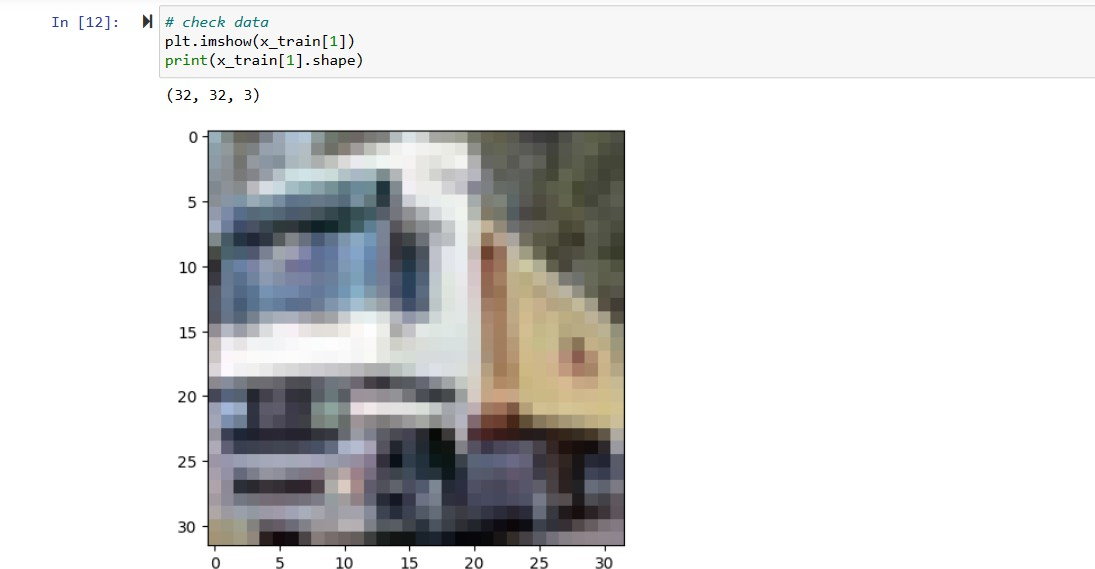 In [12]:
# check data
plt.imshow(x_train[1])
print(x_train[1].shape)
(32, 32, 3)
0
5
10
15
20
25
30
0 5 10 15 20 25 30